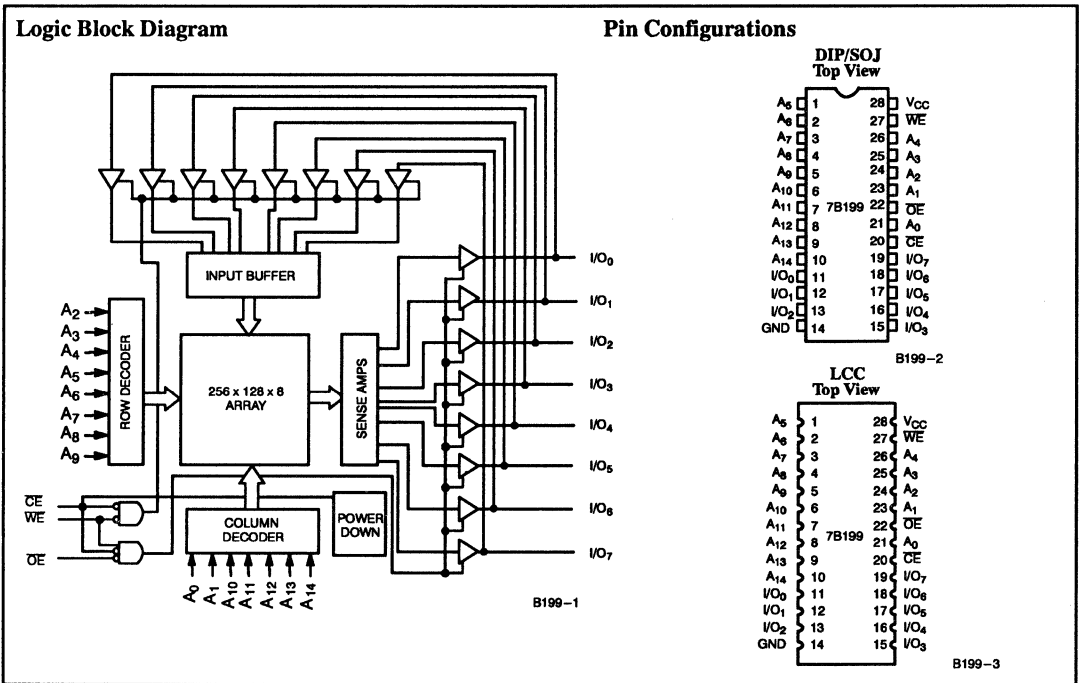 Logic Block Diagram
Pin Configurations
INPUT BUFFER
A2
A3
A4
A5
A6
A7
A8
A9
ROW DECODER
256 x 128 x 8
ARRAY
SENSE AMPS
I/O0
I/O1
I/O2
I/O3
I/O4
I/O5
I/O6
I/O7
CE
WE
OE
COLUMN
DECODER
POWER
DOWN
A0
A1
A10
A11
A12
A13
A14
B199-1
DIP/SOJ
Top View
A5 1 28 VCC
A6 2 27 WE
A7 3 26 A4
A8 4 25 A3
A9 5 24 A2
A10 6 23 A1
A11 7 7B199 22 OE
A12 8 21 A0
A13 9 20 CE
A14 10 19 I/O7
I/O0 11 18 I/O6
I/O1 12 17 I/O5
I/O2 13 16 I/O4
GND 14 15 I/O3
B199-2
LCC
Top View
A5 1 28 VCC
A6 2 27 WE
A7 3 26 A4
A8 4 25 A3
A9 5 24 A2
A10 6 23 A1
A11 7 22 OE
A12 8 7B199 21 A0
A13 9 20 CE
A14 10 19 I/O7
I/O0 11 18 I/O6
I/O1 12 17 I/O5
I/O2 13 16 I/O4
GND 14 15 I/O3
B199-3